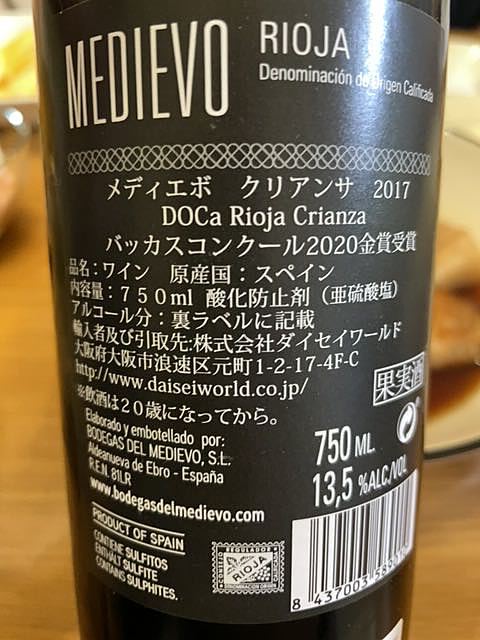 MEDIEVO
RIOJA
Denominación de Origen Calificada
メディエボ クリアンサ 2017
DOCa Rioja Crianza
バッカスコンクール2020金賞受賞
品名：ワイン 原産国：スペイン
内容量：７５０ml 酸化防止剤（亜硫酸塩）
アルコール分：裏ラベルに記載
輸入者及び引取先:株式会社ダイセイワールド
大阪府大阪市浪速区元町1-2-17-4F-C
http://www.daiseiworld.co.jp/
果実酒
※飲酒は２０歳になってから。
Elaborado y embotellado por:
BODEGAS DEL MEDIEVO, S.L.
Aldeanueva de Ebro - España
R.E.N. 81LR
www.bodegasdelmedievo.com
750 ML.
13,5 %ALC/VOL
PRODUCT OF SPAIN
CONTIENE SULFITOS
ENTHALT SULFITE
CONTAINS SULPHITES.
RIOJA
DENOMINACIÓN ORIGEN
8 437003